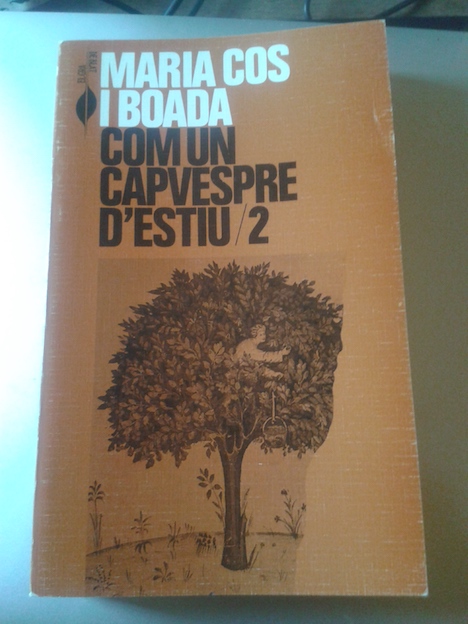 MARIA COS
I BOADA
COM UN
CAPVESPRE
D'ESTIU/2